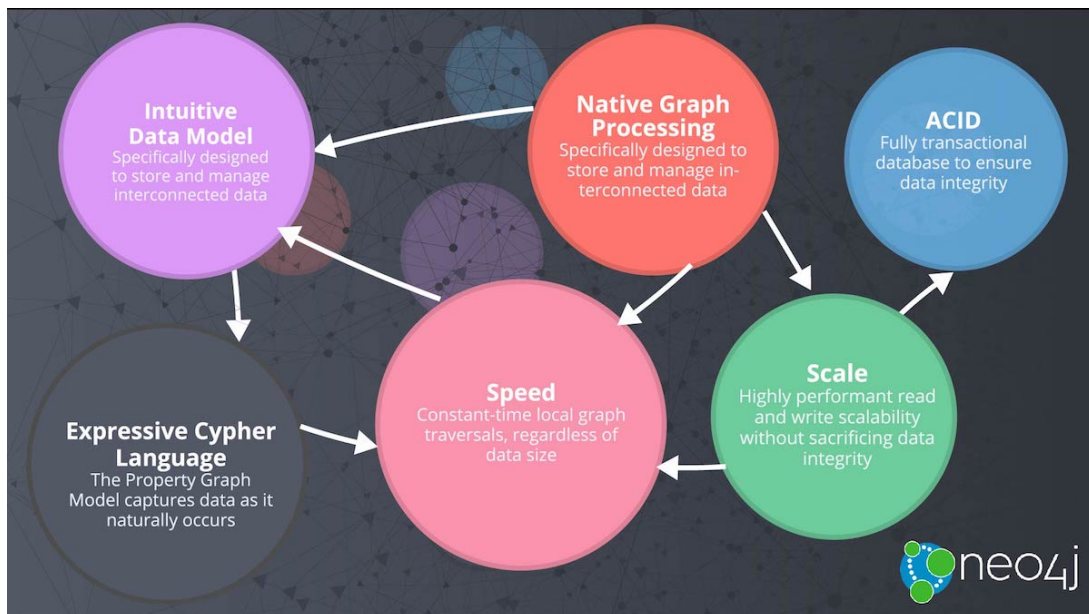 Intuitive
Data Model
Specifically designed
to store and manage
interconnected data
Native Graph
Processing
Specifically designed to
store and manage in-
terconnected data
ACID
Fully transactional
database to ensure
data integrity
Expressive Cypher
Language
The Property Graph
Model captures data as it
naturally occurs
Speed
Constant-time local graph
traversals, regardless of
data size
Scale
Highly performant read
and write scalability
without sacrificing data
integrity
neo4j